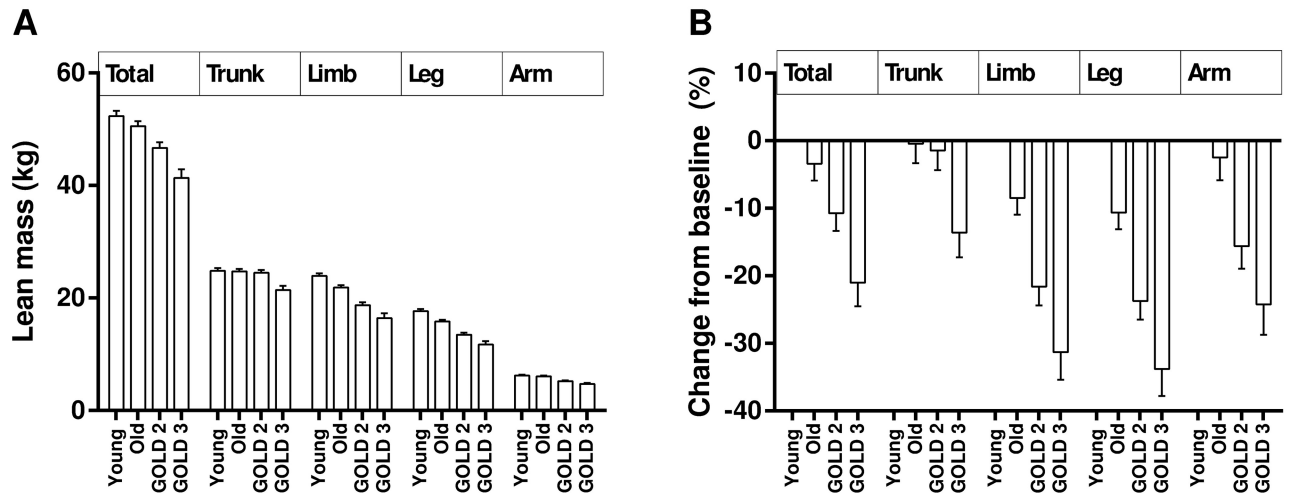 A
Lean mass (kg)
60
40
20
0
Total Trunk Limb Leg Arm
Young Old GOLD 2 GOLD 3 Young Old GOLD 2 GOLD 3 Young Old GOLD 2 GOLD 3 Young Old GOLD 2 GOLD 3 Young Old GOLD 2 GOLD 3
B
Change from baseline (%)
10
0
-10
-20
-30
-40
Total Trunk Limb Leg Arm
Young Old GOLD 2 GOLD 3 Young Old GOLD 2 GOLD 3 Young Old GOLD 2 GOLD 3 Young Old GOLD 2 GOLD 3 Young Old GOLD 2 GOLD 3